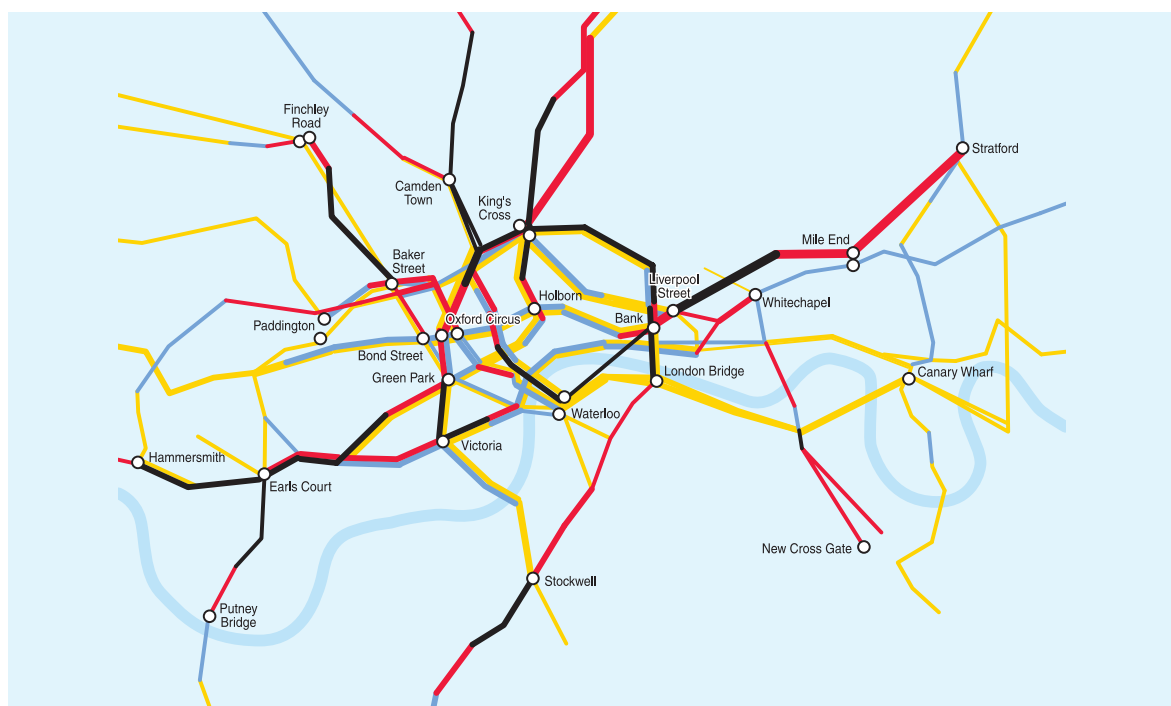 Finchley
Road
Stratford
Camden
Town
King's
Cross
Mile End
Baker
Street
Liverpool
Street
Holborn
Whitechapel
Paddington
Oxford Circus
Bank
Bond Street
Green Park
London Bridge
Canary Wharf
Waterloo
Victoria
Hammersmith
Earls Court
New Cross Gate
Stockwell
Putney
Bridge